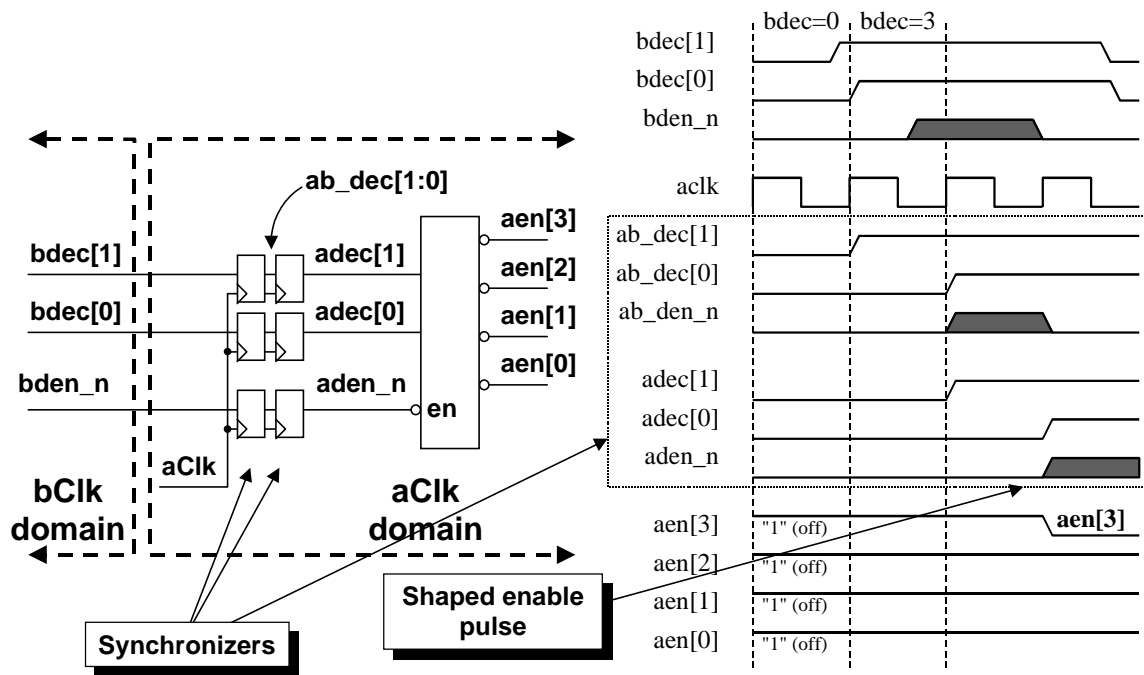 ab_dec[1:0]
bdec[1]
adec[1]
bdec[0]
adec[0]
bden_n
aden_n
en
aen[3]
aen[2]
aen[1]
aen[0]
aClk
bClk
domain
aClk
domain
Synchronizers
Shaped enable
pulse
bdec=0 bdec=3
bdec[1]
bdec[0]
bden_n
aclk
ab_dec[1]
ab_dec[0]
ab_den_n
adec[1]
adec[0]
aden_n
aen[3] "1" (off) aen[3]
aen[2] "1" (off)
aen[1] "1" (off)
aen[0] "1" (off)